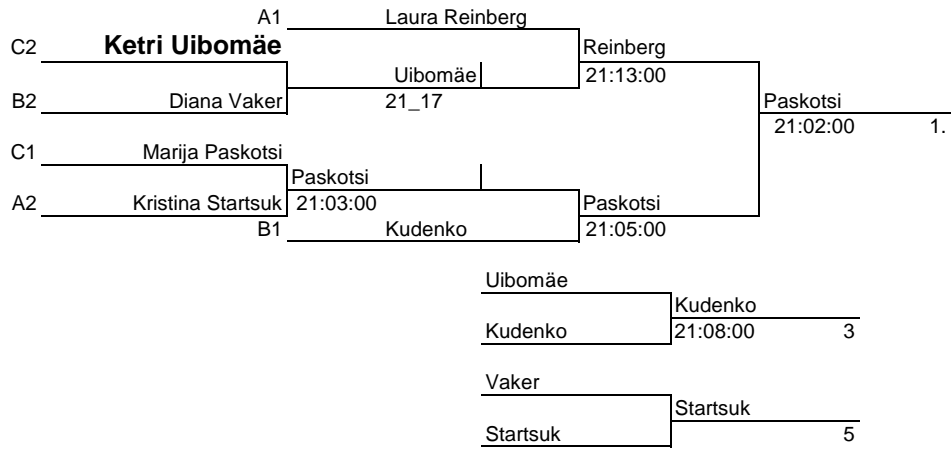 A1 Laura Reinberg
C2 Ketri Uibomäe Reinberg
Uibomäe 21:13:00
B2 Diana Vaker 21_17 Paskotsi
21:02:00 1.
C1 Marija Paskotsi
Paskotsi
A2 Kristina Startsuk 21:03:00 Paskotsi
B1 Kudenko 21:05:00
Uibomäe
Kudenko
Kudenko 21:08:00 3
Vaker
Startsuk
Startsuk 5